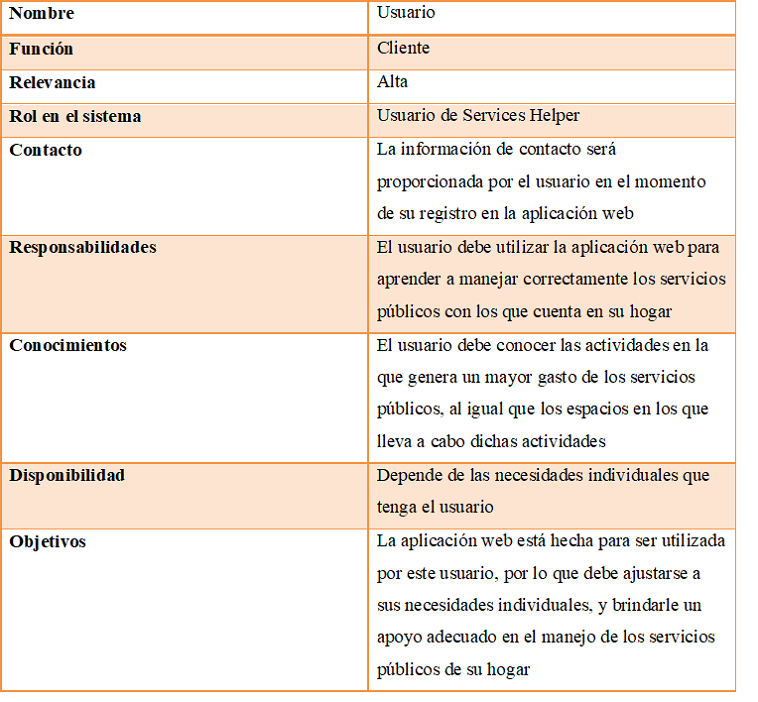 Nombre
Usuario
Función
Cliente
Relevancia
Alta
Rol en el sistema
Usuario de Services Helper
Contacto
La información de contacto será
proporcionada por el usuario en el momento
de su registro en la aplicación web
Responsabilidades
El usuario debe utilizar la aplicación web para
aprender a manejar correctamente los servicios
públicos con los que cuenta en su hogar
Conocimientos
El usuario debe conocer las actividades en la
que genera un mayor gasto de los servicios
públicos, al igual que los espacios en los que
lleva a cabo dichas actividades
Disponibilidad
Depende de las necesidades individuales que
tenga el usuario
Objetivos
La aplicación web está hecha para ser utilizada
por este usuario, por lo que debe ajustarse a
sus necesidades individuales, y brindarle un
apoyo adecuado en el manejo de los servicios
públicos de su hogar